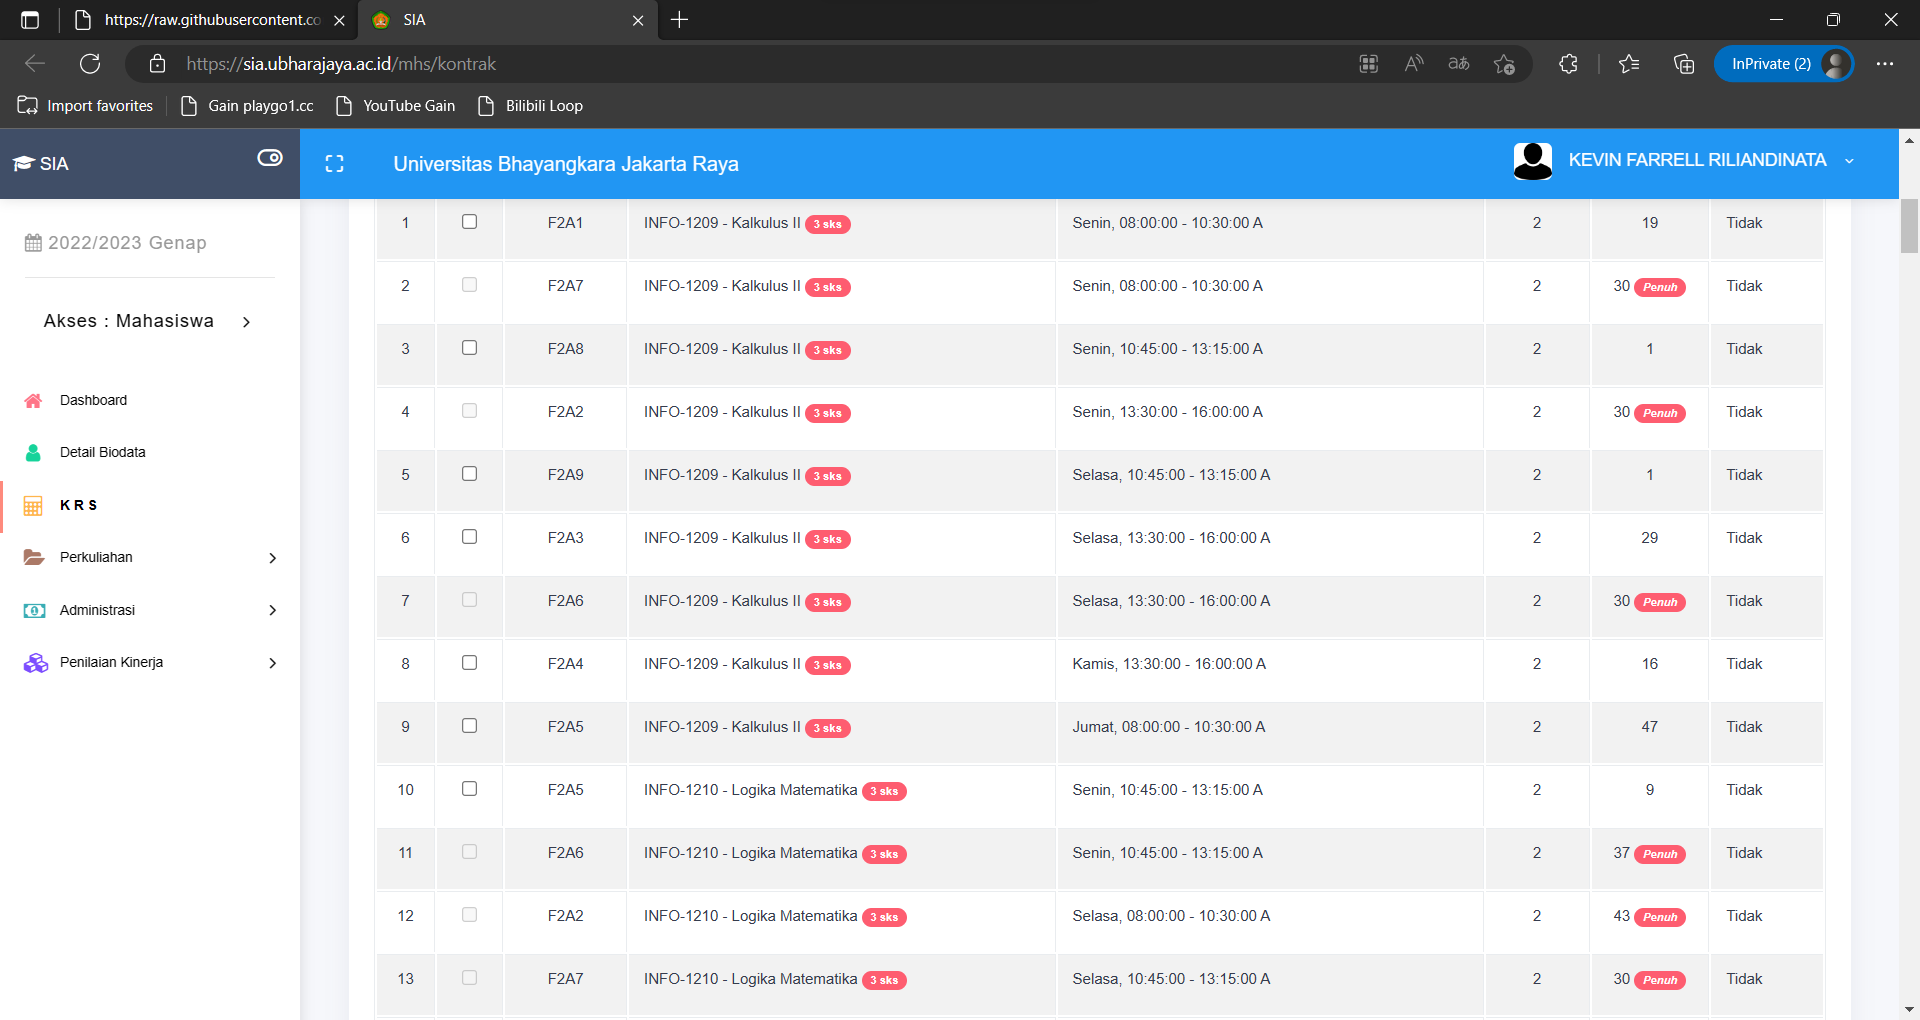 https://raw.githubusercontent.co
SIA
https://sia.ubharajaya.ac.id/mhs/kontrak
InPrivate (2)
Import favorites
Gain playgo1.cc
YouTube Gain
Bilibili Loop
SIA
Universitas Bhayangkara Jakarta Raya
KEVIN FARRELL RILIANDINATA
2022/2023 Genap
Akses : Mahasiswa
Dashboard
Detail Biodata
K R S
Perkuliahan
Administrasi
Penilaian Kinerja
1 F2A1 INFO-1209 - Kalkulus II 3 sks Senin, 08:00:00 - 10:30:00 A 2 19 Tidak
2 F2A7 INFO-1209 - Kalkulus II 3 sks Senin, 08:00:00 - 10:30:00 A 2 30 Penuh Tidak
3 F2A8 INFO-1209 - Kalkulus II 3 sks Senin, 10:45:00 - 13:15:00 A 2 1 Tidak
4 F2A2 INFO-1209 - Kalkulus II 3 sks Senin, 13:30:00 - 16:00:00 A 2 30 Penuh Tidak
5 F2A9 INFO-1209 - Kalkulus II 3 sks Selasa, 10:45:00 - 13:15:00 A 2 1 Tidak
6 F2A3 INFO-1209 - Kalkulus II 3 sks Selasa, 13:30:00 - 16:00:00 A 2 29 Tidak
7 F2A6 INFO-1209 - Kalkulus II 3 sks Selasa, 13:30:00 - 16:00:00 A 2 30 Penuh Tidak
8 F2A4 INFO-1209 - Kalkulus II 3 sks Kamis, 13:30:00 - 16:00:00 A 2 16 Tidak
9 F2A5 INFO-1209 - Kalkulus II 3 sks Jumat, 08:00:00 - 10:30:00 A 2 47 Tidak
10 F2A5 INFO-1210 - Logika Matematika 3 sks Senin, 10:45:00 - 13:15:00 A 2 9 Tidak
11 F2A6 INFO-1210 - Logika Matematika 3 sks Senin, 10:45:00 - 13:15:00 A 2 37 Penuh Tidak
12 F2A2 INFO-1210 - Logika Matematika 3 sks Selasa, 08:00:00 - 10:30:00 A 2 43 Penuh Tidak
13 F2A7 INFO-1210 - Logika Matematika 3 sks Selasa, 10:45:00 - 13:15:00 A 2 30 Penuh Tidak